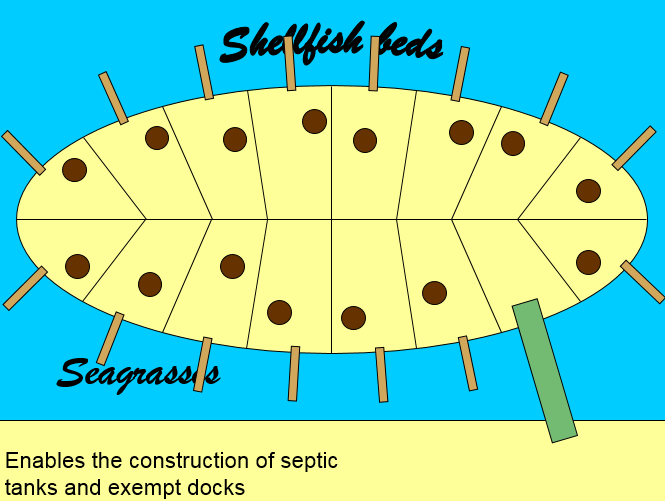 Shellfish beds
Seagrasses
Enables the construction of septic
tanks and exempt docks